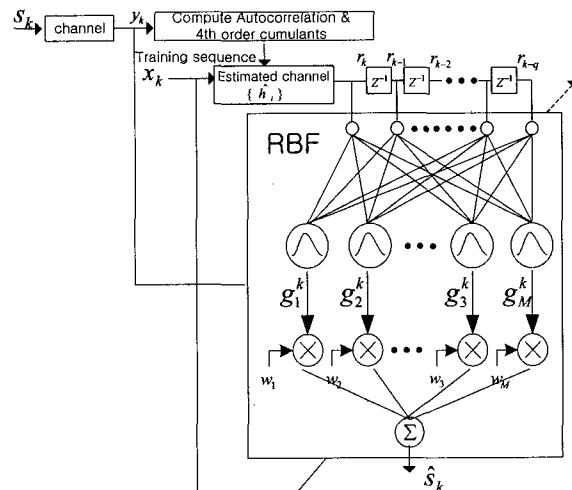 s_k
channel
y_k
Compute Autocorrelation &
4th order cumulants
Training sequence
x_k
Estimated channel
{ ĥ_i }
r_k
Z^{-1}
r_{k-1}
Z^{-1}
r_{k-2}
Z^{-1}
r_{k-q}
RBF
g_1^k
g_2^k
g_3^k
g_M^k
w_1
w_2
w_3
w_M
Σ
ŝ_k